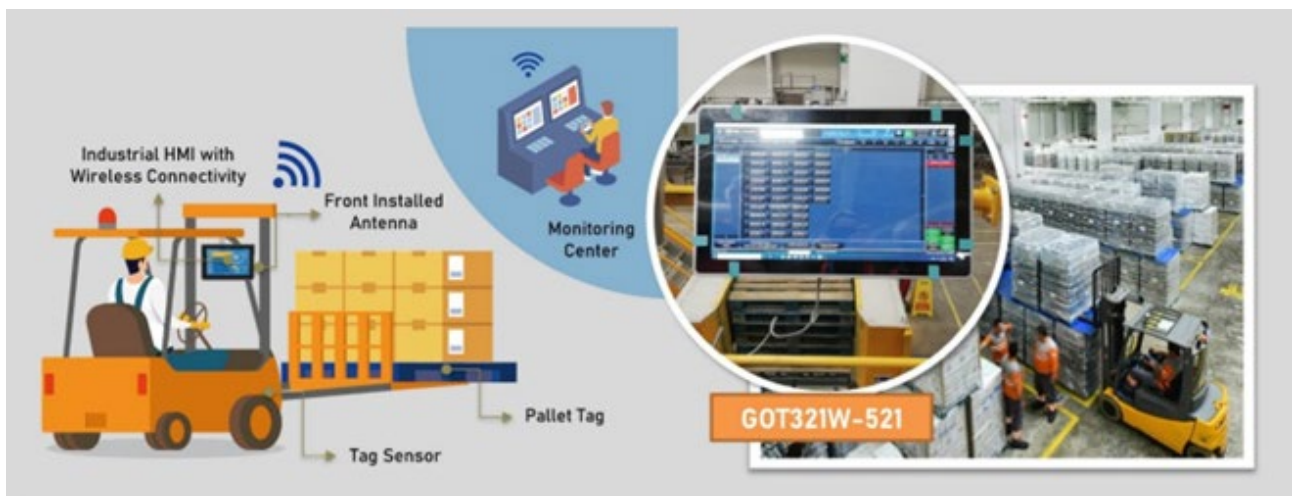 Industrial HMI with
Wireless Connectivity
Front Installed
Antenna
Monitoring
Center
Pallet Tag
Tag Sensor
GOT321W-521